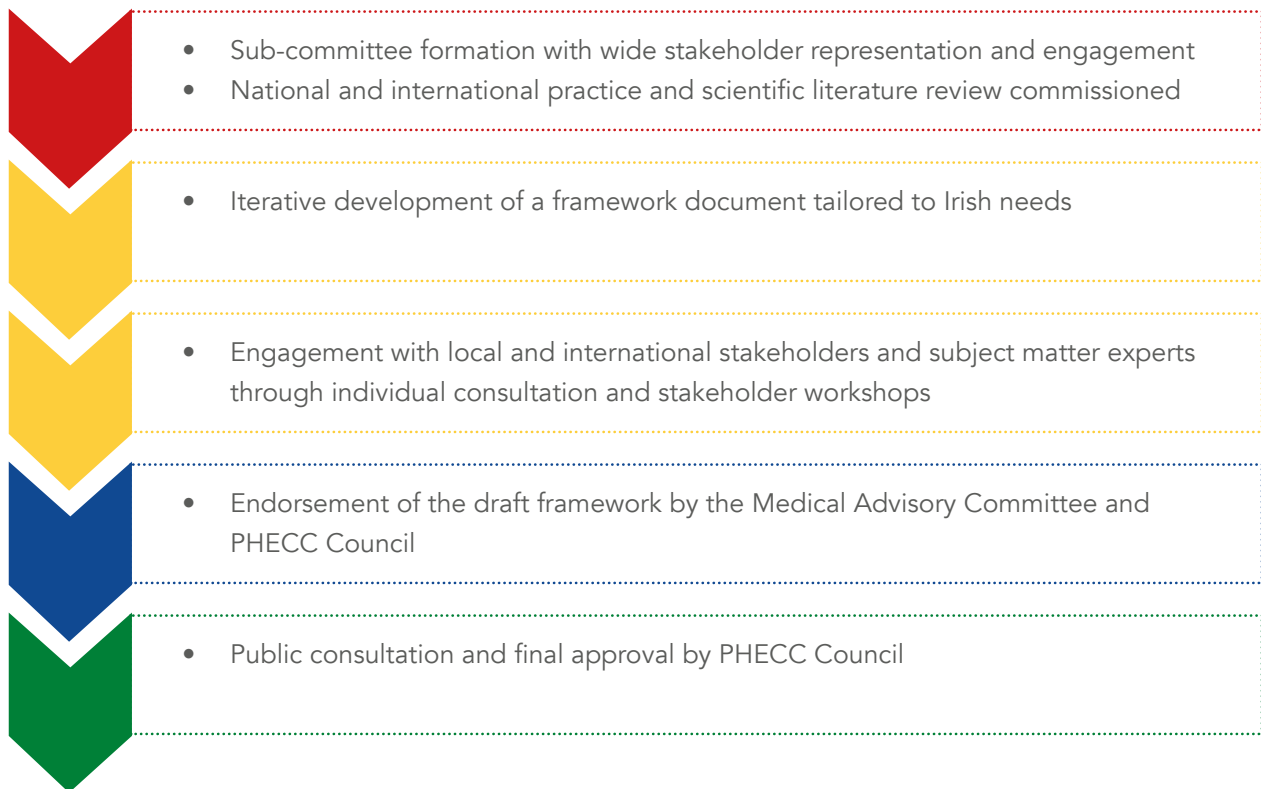 • Sub-committee formation with wide stakeholder representation and engagement
• National and international practice and scientific literature review commissioned
• Iterative development of a framework document tailored to Irish needs
• Engagement with local and international stakeholders and subject matter experts
through individual consultation and stakeholder workshops
• Endorsement of the draft framework by the Medical Advisory Committee and
PHECC Council
• Public consultation and final approval by PHECC Council